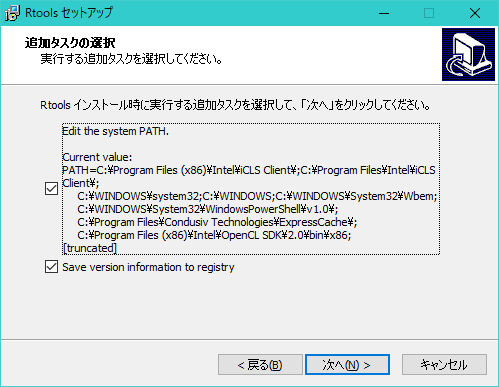 Rtools セットアップ
追加タスクの選択
実行する追加タスクを選択してください。
Rtools インストール時に実行する追加タスクを選択して、「次へ」をクリックしてください。
Edit the system PATH.
Current value:
PATH=C:¥Program Files (x86)¥Intel¥iCLS Client¥;C:¥Program Files¥Intel¥iCLS
Client¥;
C:¥WINDOWS¥system32;C:¥WINDOWS;C:¥WINDOWS¥System32¥Wbem;
C:¥WINDOWS¥System32¥WindowsPowerShell¥v1.0¥;
C:¥Program Files¥Condusiv Technologies¥ExpressCache¥;
C:¥Program Files (x86)¥Intel¥OpenCL SDK¥2.0¥bin¥x86;
[truncated]
Save version information to registry
< 戻る(B)
次へ(N) >
キャンセル